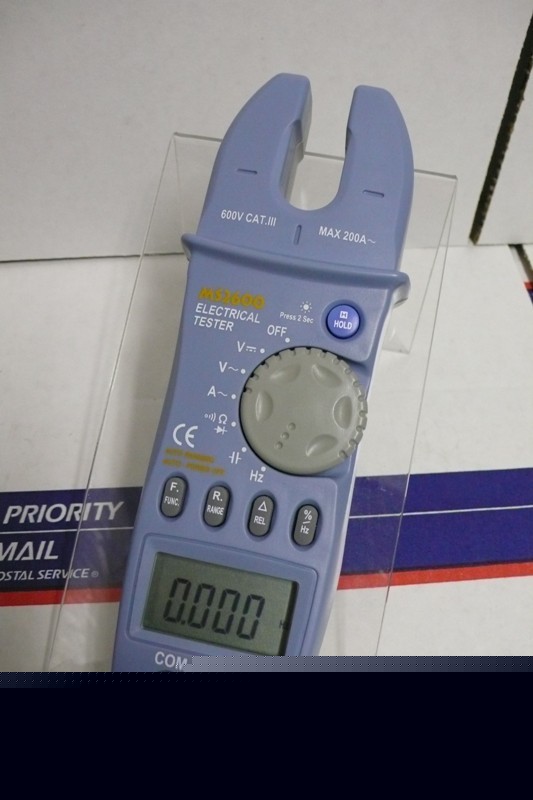 600V CAT.III
MAX 200A~
MS2600
ELECTRICAL
TESTER
Press 2 Sec
HOLD
OFF
V⎓
V~
A~
Ω
CE
Hz
F.
FUNC.
R.
RANGE
Δ
REL
%
Hz
0.000
COM
PRIORITY
MAIL
POSTAL SERVICE®